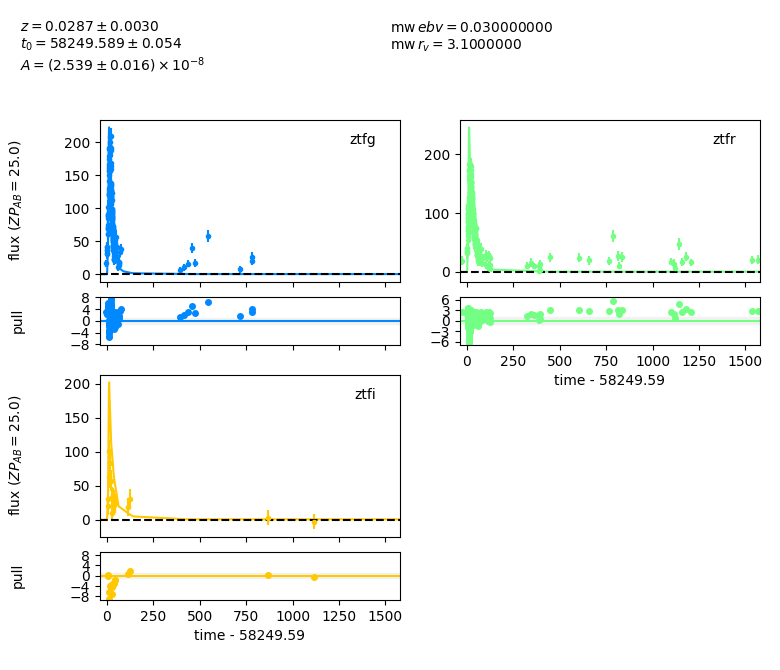 z = 0.0287 ± 0.0030
t₀ = 58249.589 ± 0.054
A = (2.539 ± 0.016) × 10⁻⁸
mw ebv = 0.030000000
mw r_v = 3.1000000
ztfg
flux (ZP_AB = 25.0)
200
150
100
50
0
pull
8
4
0
−4
−8
ztfr
200
100
0
6
3
0
−3
−6
0 250 500 750 1000 1250 1500
time - 58249.59
ztfi
flux (ZP_AB = 25.0)
200
150
100
50
0
pull
8
4
0
−4
−8
0 250 500 750 1000 1250 1500
time - 58249.59